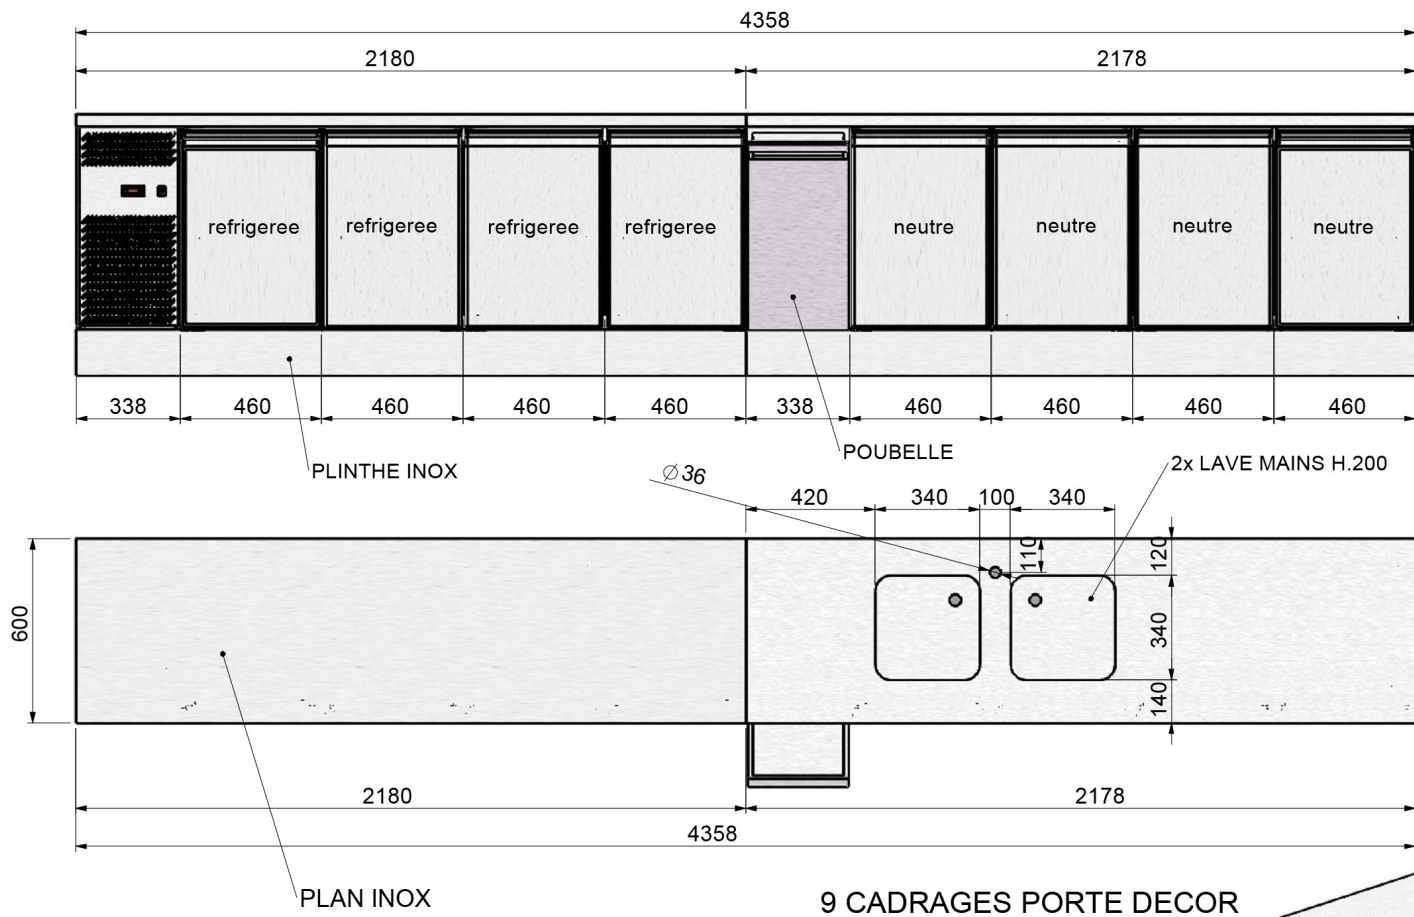 4358
2180 2178
refrigeree refrigeree refrigeree refrigeree neutre neutre neutre neutre
338 460 460 460 460 338 460 460 460 460
PLINTHE INOX
POUBELLE
2x LAVE MAINS H.200
Ø 36
420 340 100 340
110 120
600
340
140
2180 2178
4358
PLAN INOX
9 CADRAGES PORTE DECOR